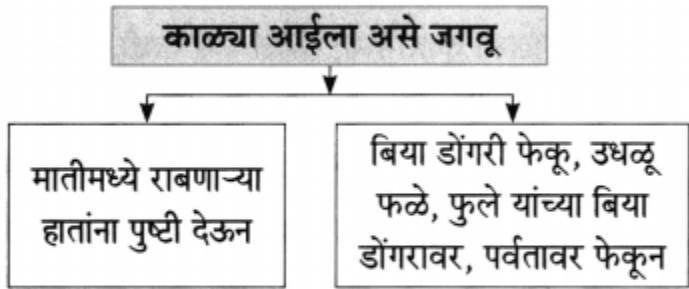 काळ्या आईला असे जगवू
मातीमध्ये राबणाऱ्या
हातांना पुष्टी देऊन
बिया डोंगरी फेकू, उधळू
फळे, फुले यांच्या बिया
डोंगरावर, पर्वतावर फेकून